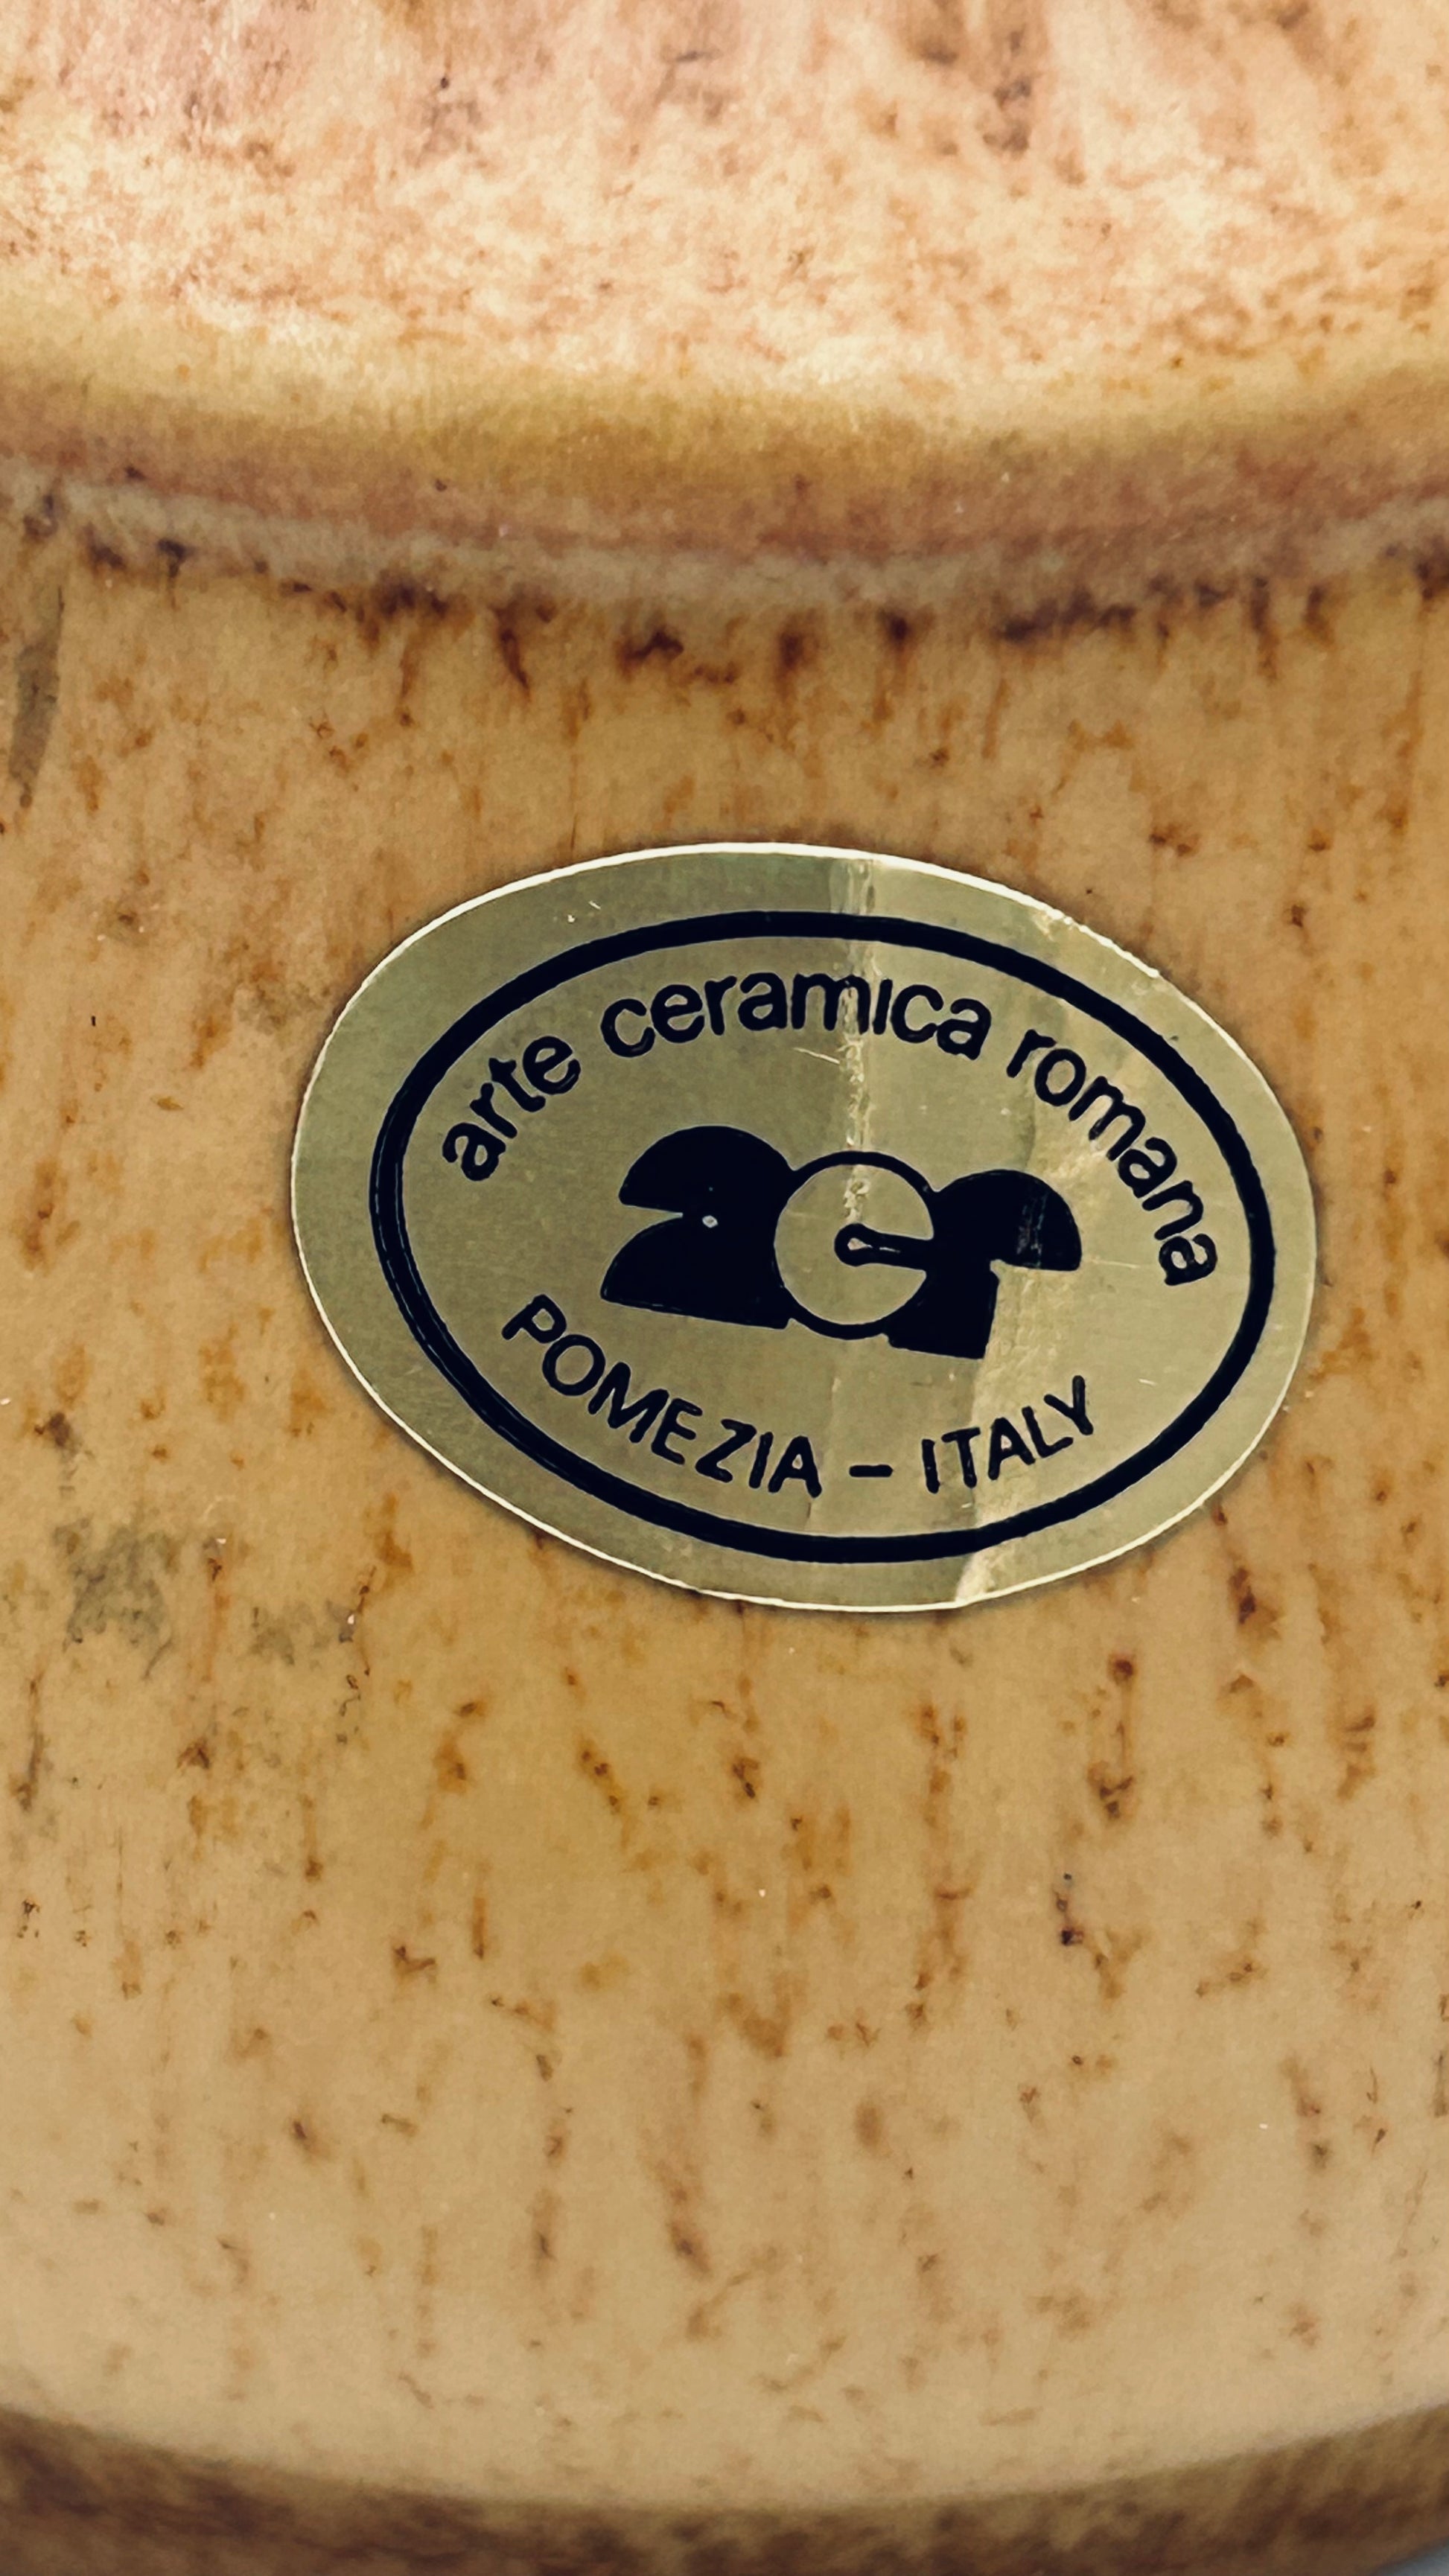 arte ceramica romana
acr
POMEZIA – ITALY